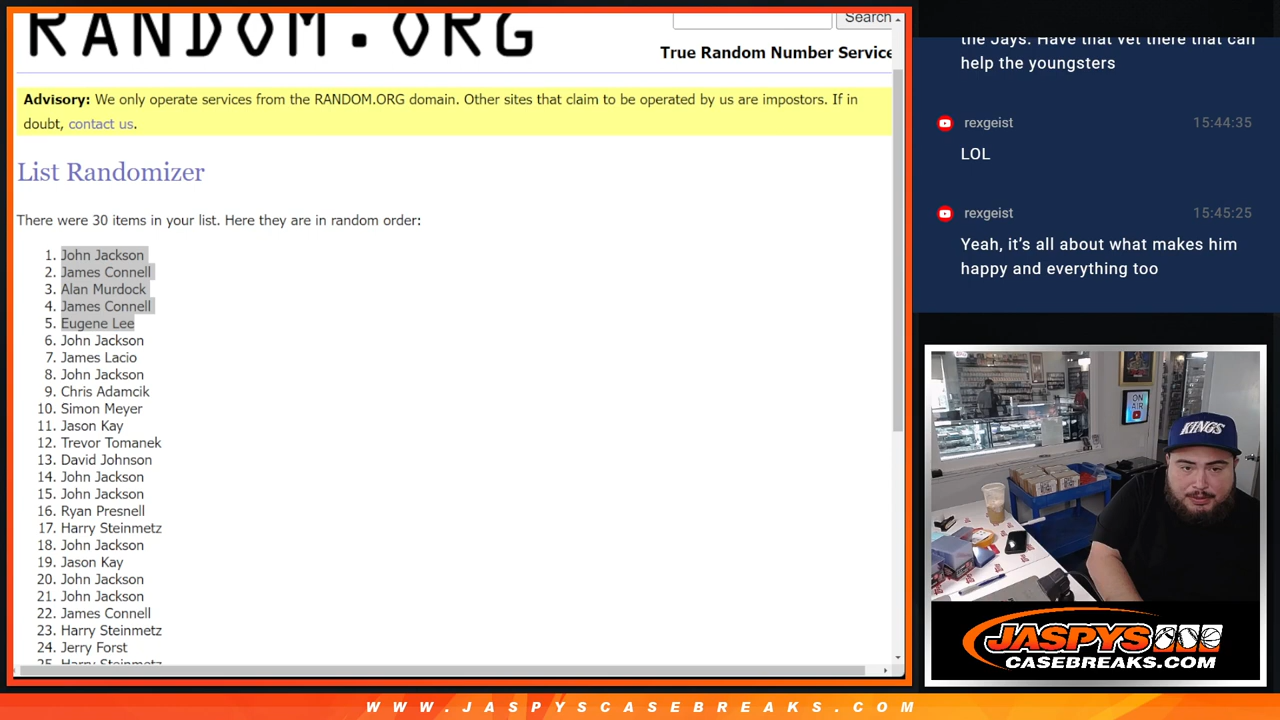 RANDOM.ORG
Search
True Random Number Service
Advisory: We only operate services from the RANDOM.ORG domain. Other sites that claim to be operated by us are impostors. If in
doubt, contact us.
List Randomizer
There were 30 items in your list. Here they are in random order:
1. John Jackson
2. James Connell
3. Alan Murdock
4. James Connell
5. Eugene Lee
6. John Jackson
7. James Lacio
8. John Jackson
9. Chris Adamcik
10. Simon Meyer
11. Jason Kay
12. Trevor Tomanek
13. David Johnson
14. John Jackson
15. John Jackson
16. Ryan Presnell
17. Harry Steinmetz
18. John Jackson
19. Jason Kay
20. John Jackson
21. John Jackson
22. James Connell
23. Harry Steinmetz
24. Jerry Forst
25. Harry Steinmetz
the Jays. Have that vet there that can
help the youngsters
rexgeist 15:44:35
LOL
rexgeist 15:45:25
Yeah, it's all about what makes him
happy and everything too
ON
AIR
KINGS
JASPYS
CASEBREAKS.COM
WWW.JASPYSCASEBREAKS.COM